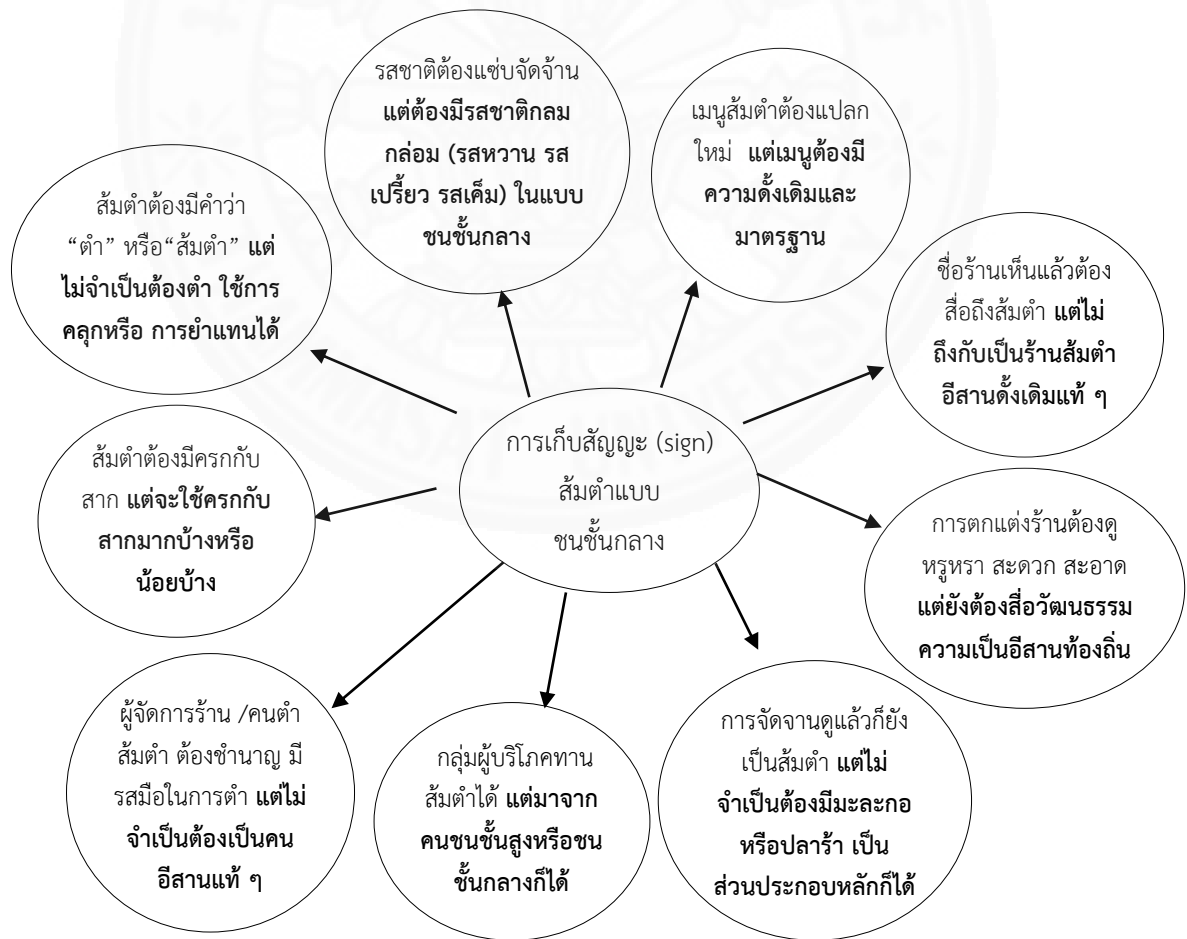 รสชาติต้องแซ่บจัดจ้าน
แต่ต้องมีรสชาติกลม
กล่อม (รสหวาน รส
เปรี้ยว รสเค็ม) ในแบบ
ชนชั้นกลาง
เมนูส้มตำต้องแปลก
ใหม่ แต่เมนูต้องมี
ความดั้งเดิมและ
มาตรฐาน
ส้มตำต้องมีคำว่า
“ตำ” หรือ“ส้มตำ” แต่
ไม่จำเป็นต้องตำ ใช้การ
คลุกหรือ การยำแทนได้
ชื่อร้านเห็นแล้วต้อง
สื่อถึงส้มตำ แต่ไม่
ถึงกับเป็นร้านส้มตำ
อีสานดั้งเดิมแท้ ๆ
การเก็บสัญญะ (sign)
ส้มตำแบบ
ชนชั้นกลาง
ส้มตำต้องมีครกกับ
สาก แต่จะใช้ครกกับ
สากมากบ้างหรือ
น้อยบ้าง
การตกแต่งร้านต้องดู
หรูหรา สะดวก สะอาด
แต่ยังต้องสื่อวัฒนธรรม
ความเป็นอีสานท้องถิ่น
ผู้จัดการร้าน /คนตำ
ส้มตำ ต้องชำนาญ มี
รสมือในการตำ แต่ไม่
จำเป็นต้องเป็นคน
อีสานแท้ ๆ
กลุ่มผู้บริโภคทาน
ส้มตำได้ แต่มาจาก
คนชนชั้นสูงหรือชน
ชั้นกลางก็ได้
การจัดจานดูแล้วก็ยัง
เป็นส้มตำ แต่ไม่
จำเป็นต้องมีมะละกอ
หรือปลาร้า เป็น
ส่วนประกอบหลักก็ได้